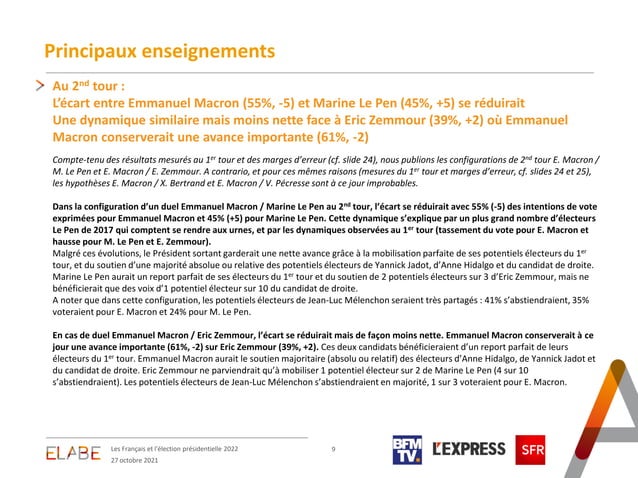 Principaux enseignements
Au 2nd tour :
L’écart entre Emmanuel Macron (55%, -5) et Marine Le Pen (45%, +5) se réduirait
Une dynamique similaire mais moins nette face à Eric Zemmour (39%, +2) où Emmanuel
Macron conserverait une avance importante (61%, -2)
Compte-tenu des résultats mesurés au 1er tour et des marges d’erreur (cf. slide 24), nous publions les configurations de 2nd tour E. Macron /
M. Le Pen et E. Macron / E. Zemmour. A contrario, et pour ces mêmes raisons (mesures du 1er tour et marges d’erreur, cf. slides 24 et 25),
les hypothèses E. Macron / X. Bertrand et E. Macron / V. Pécresse sont à ce jour improbables.
Dans la configuration d’un duel Emmanuel Macron / Marine Le Pen au 2nd tour, l’écart se réduirait avec 55% (-5) des intentions de vote
exprimées pour Emmanuel Macron et 45% (+5) pour Marine Le Pen. Cette dynamique s’explique par un plus grand nombre d’électeurs
Le Pen de 2017 qui comptent se rendre aux urnes, et par les dynamiques observées au 1er tour (tassement du vote pour E. Macron et
hausse pour M. Le Pen et E. Zemmour).
Malgré ces évolutions, le Président sortant garderait une nette avance grâce à la mobilisation parfaite de ses potentiels électeurs du 1er
tour, et du soutien d’une majorité absolue ou relative des potentiels électeurs de Yannick Jadot, d’Anne Hidalgo et du candidat de droite.
Marine Le Pen aurait un report parfait de ses électeurs du 1er tour et du soutien de 2 potentiels électeurs sur 3 d’Eric Zemmour, mais ne
bénéficierait que des voix d’1 potentiel électeur sur 10 du candidat de droite.
A noter que dans cette configuration, les potentiels électeurs de Jean-Luc Mélenchon seraient très partagés : 41% s’abstiendraient, 35%
voteraient pour E. Macron et 24% pour M. Le Pen.
En cas de duel Emmanuel Macron / Eric Zemmour, l’écart se réduirait mais de façon moins nette. Emmanuel Macron conserverait à ce
jour une avance importante (61%, -2) sur Eric Zemmour (39%, +2). Ces deux candidats bénéficieraient d’un report parfait de leurs
électeurs du 1er tour. Emmanuel Macron aurait le soutien majoritaire (absolu ou relatif) des électeurs d'Anne Hidalgo, de Yannick Jadot et
du candidat de droite. Eric Zemmour ne parviendrait qu’à mobiliser 1 potentiel électeur sur 2 de Marine Le Pen (4 sur 10
s’abstiendraient). Les potentiels électeurs de Jean-Luc Mélenchon s’abstiendraient en majorité, 1 sur 3 voteraient pour E. Macron.
ELABE
Les Français et l’élection présidentielle 2022
9
27 octobre 2021
BFM
TV.
L'EXPRESS
SFR